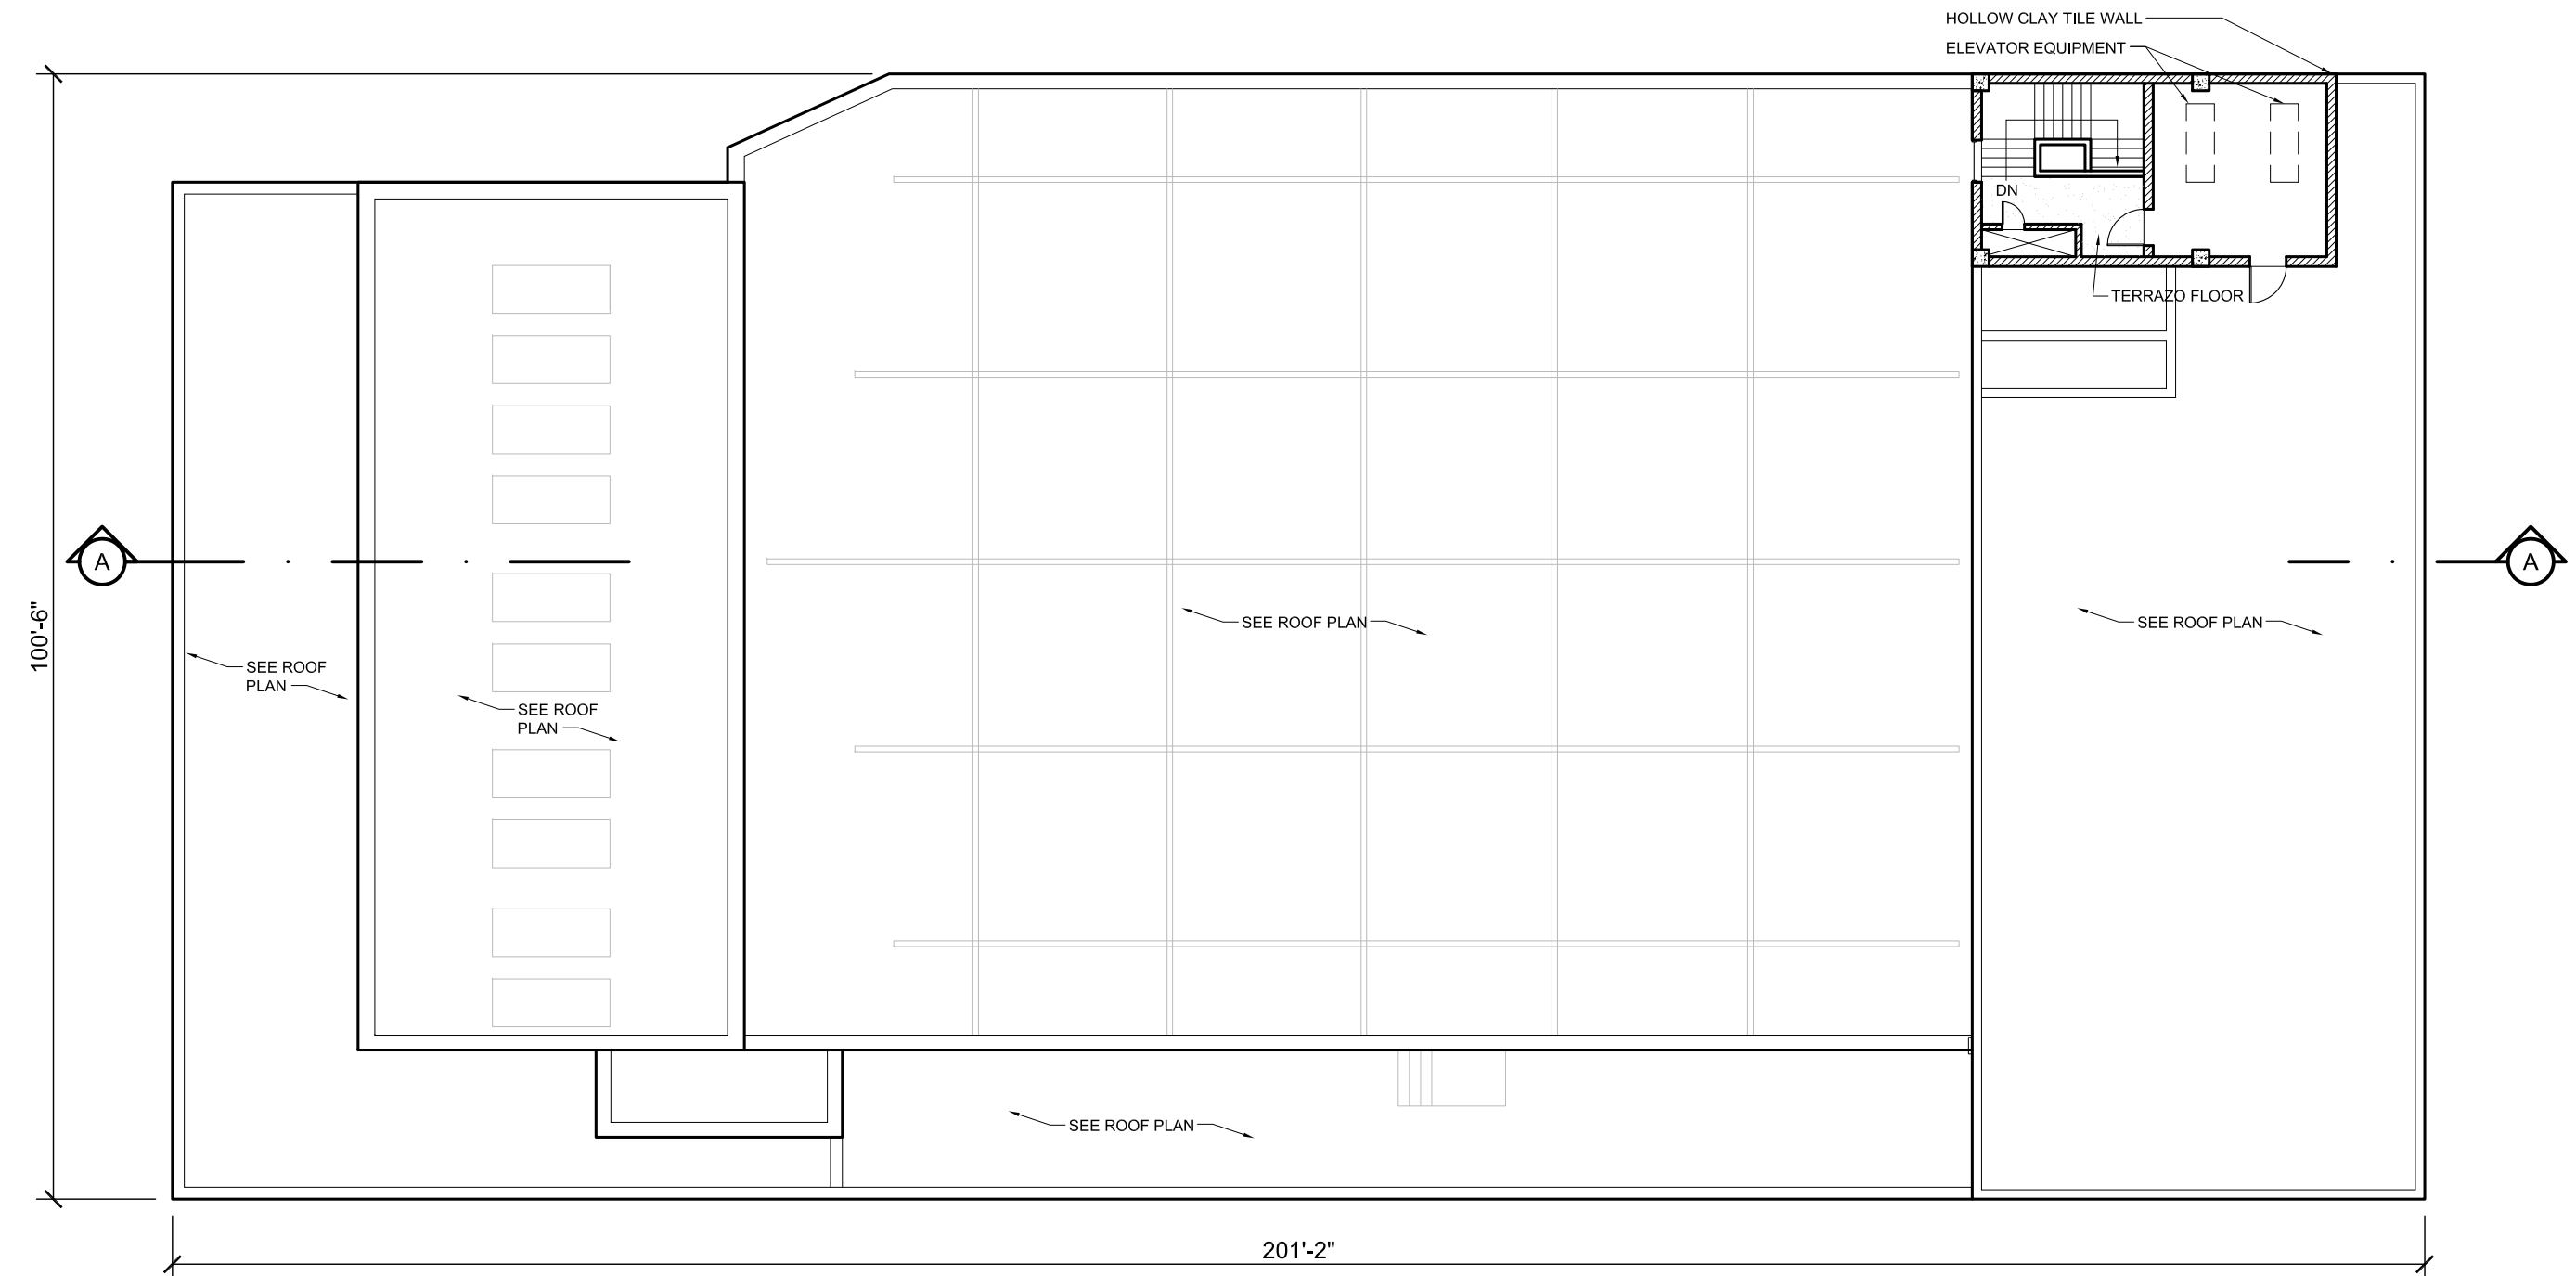 HOLLOW CLAY TILE WALL
ELEVATOR EQUIPMENT
DN
TERRAZO FLOOR
A
A
100'-6"
SEE ROOF PLAN
SEE ROOF PLAN
SEE ROOF
PLAN
SEE ROOF
PLAN
SEE ROOF PLAN
201'-2"